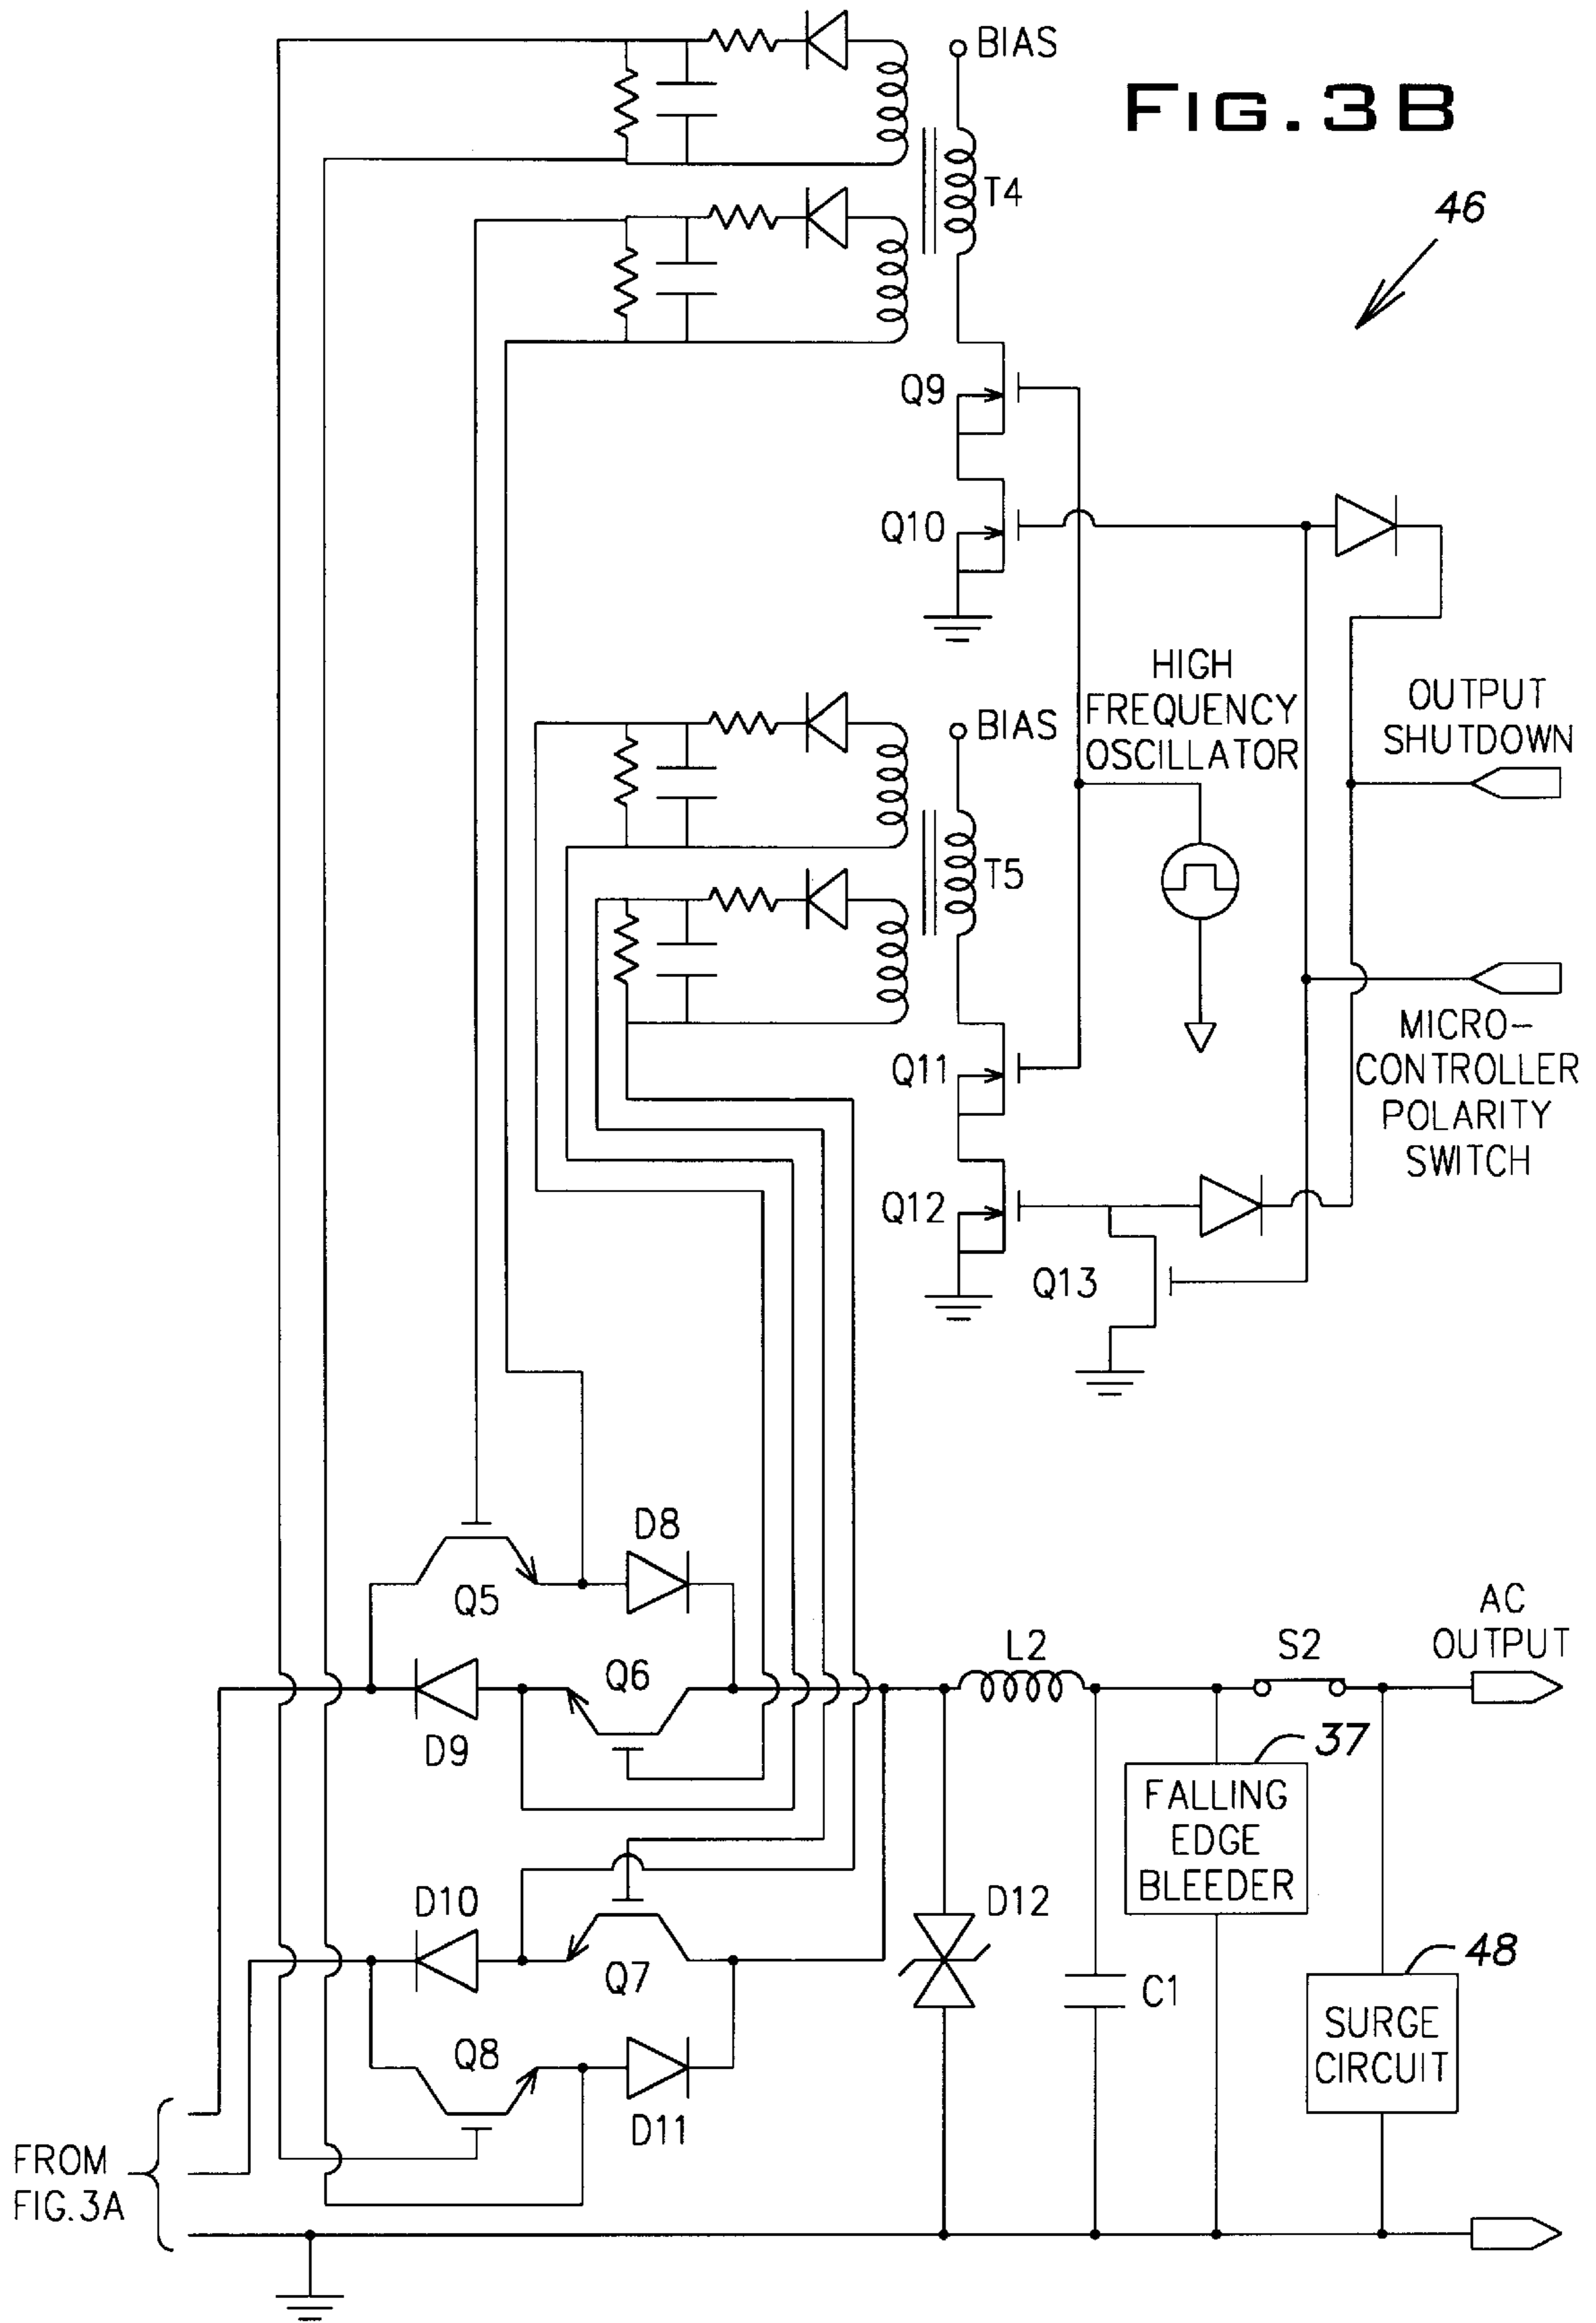 BIAS
FIG. 3B
T4
46
Q9
Q10
HIGH
FREQUENCY
OSCILLATOR
OUTPUT
SHUTDOWN
BIAS
T5
MICRO-
CONTROLLER
POLARITY
SWITCH
Q11
Q12
Q13
D8
Q5
Q6
D9
L2
S2
AC
OUTPUT
37
FALLING
EDGE
BLEEDER
D10
Q7
D12
C1
48
SURGE
CIRCUIT
Q8
D11
FROM
FIG.3A